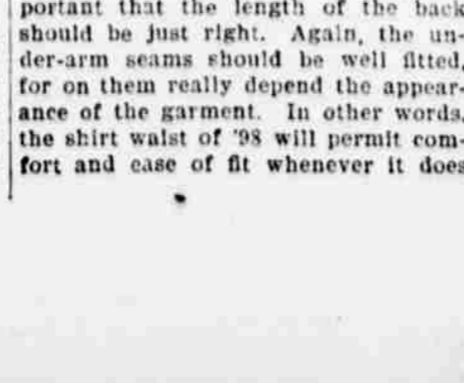 portant that the length of the back
should be just right. Again, the un-
der-arm seams should be well fitted,
for on them really depend the appear-
ance of the garment. In other words,
the shirt waist of '98 will permit com-
fort and ease of fit whenever it does